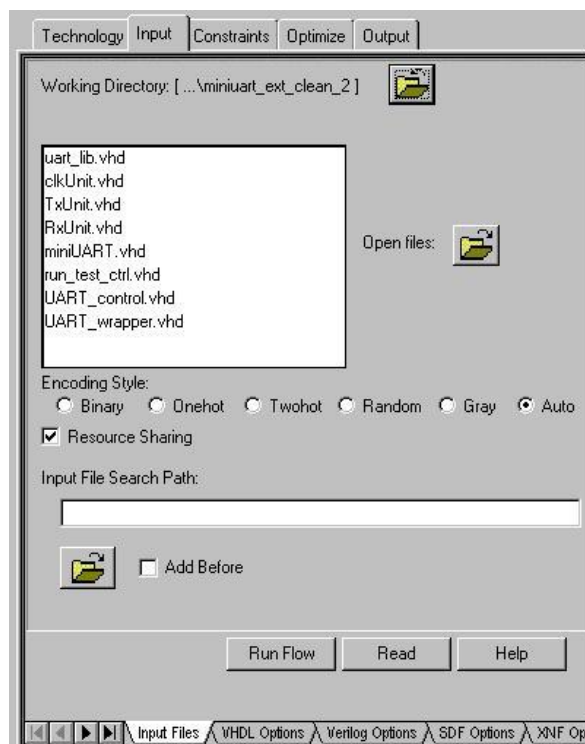 Technology Input Constraints Optimize Output
Working Directory: [ ...\miniuart_ext_clean_2 ]
uart_lib.vhd
clkUnit.vhd
TxUnit.vhd
RxUnit.vhd
miniUART.vhd
run_test_ctrl.vhd
UART_control.vhd
UART_wrapper.vhd
Open files:
Encoding Style:
Binary Onehot Twohot Random Gray Auto
Resource Sharing
Input File Search Path:
Add Before
Run Flow Read Help
Input Files VHDL Options Verilog Options SDF Options XNF Op